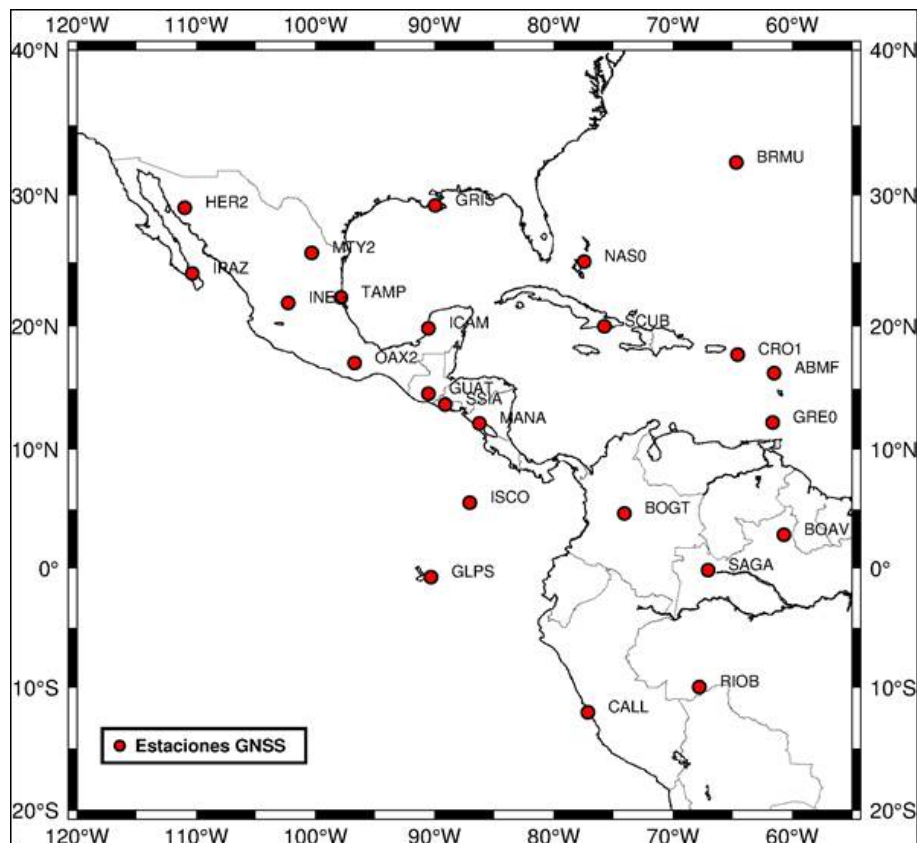 120°W 110°W 100°W 90°W 80°W 70°W 60°W
40°N 40°N
BRMU
30°N HER2 GRIS 30°N
MTY2 NAS0
IPAZ
INE TAMP
20°N ICAM SCUB 20°N
OAX2 CRO1
ABMF
GUAT
SSIA
MANA GRE0
10°N 10°N
ISCO BOGT
BOAV
0° GLPS SAGA 0°
10°S RIOB 10°S
CALL
Estaciones GNSS
20°S 20°S
120°W 110°W 100°W 90°W 80°W 70°W 60°W